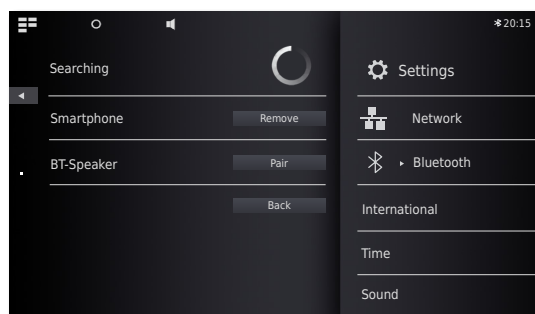 20:15
Searching
Smartphone
Remove
BT-Speaker
Pair
Back
Settings
Network
Bluetooth
International
Time
Sound